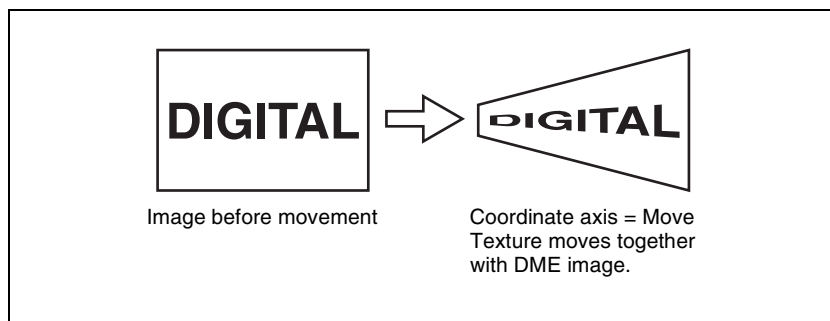 DIGITAL
DIGITAL
Image before movement
Coordinate axis = Move
Texture moves together
with DME image.